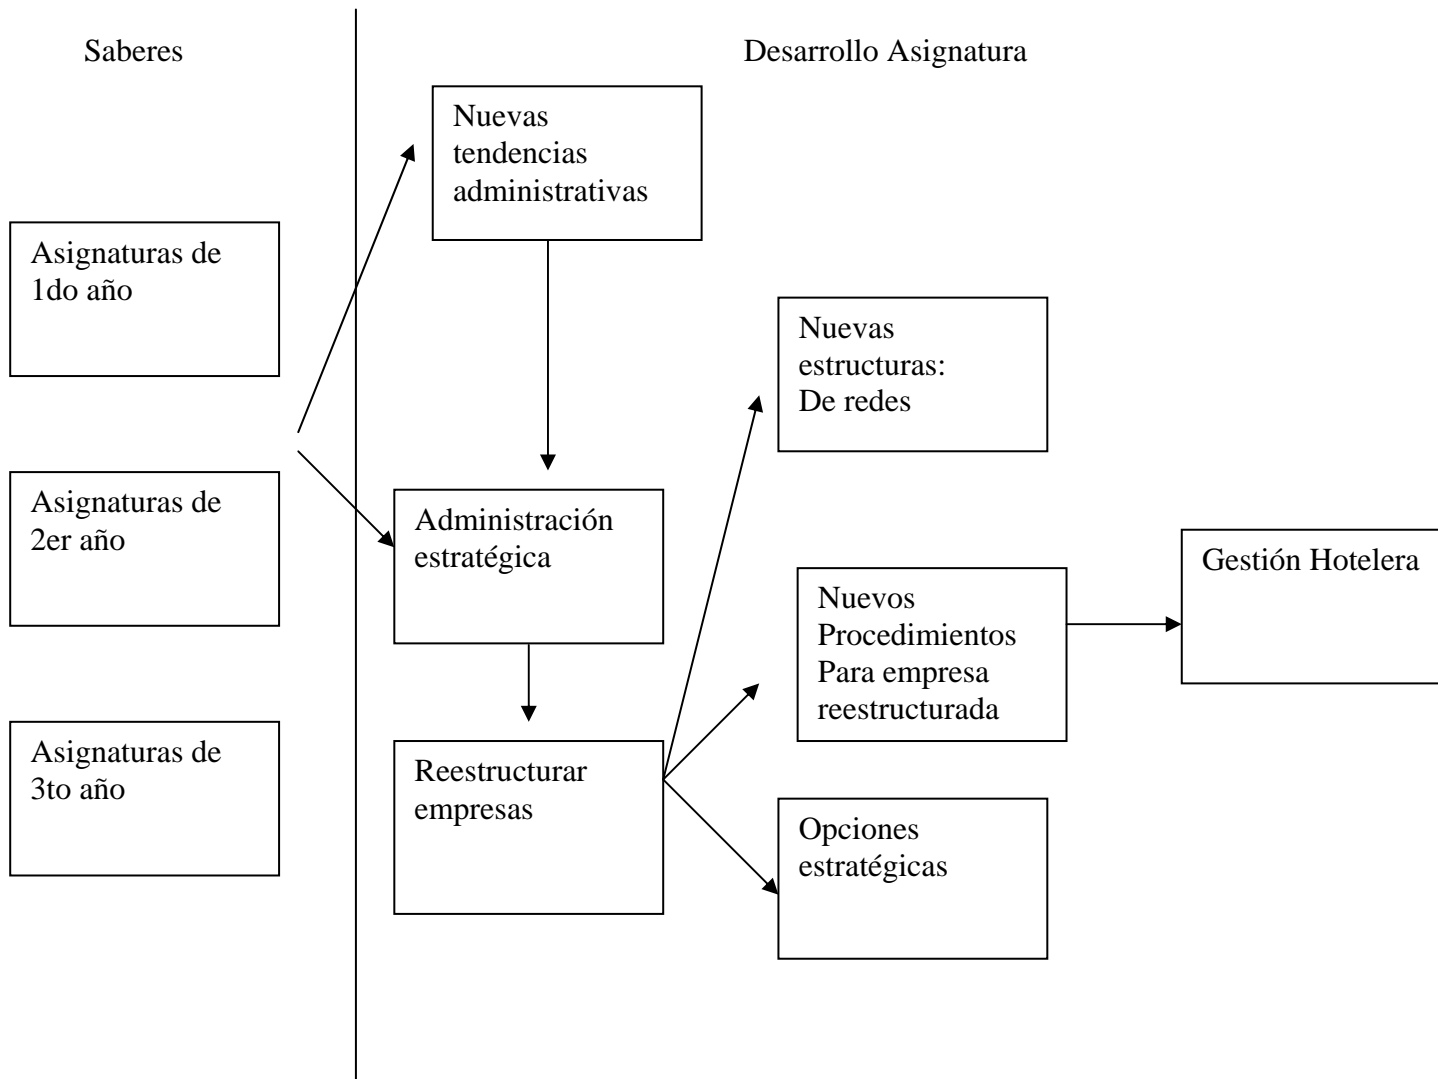 Saberes
Desarrollo Asignatura
Nuevas
tendencias
administrativas
Asignaturas de
1do año
Nuevas
estructuras:
De redes
Asignaturas de
2er año
Administración
estratégica
Gestión Hotelera
Nuevos
Procedimientos
Para empresa
reestructurada
Asignaturas de
3to año
Reestructurar
empresas
Opciones
estratégicas